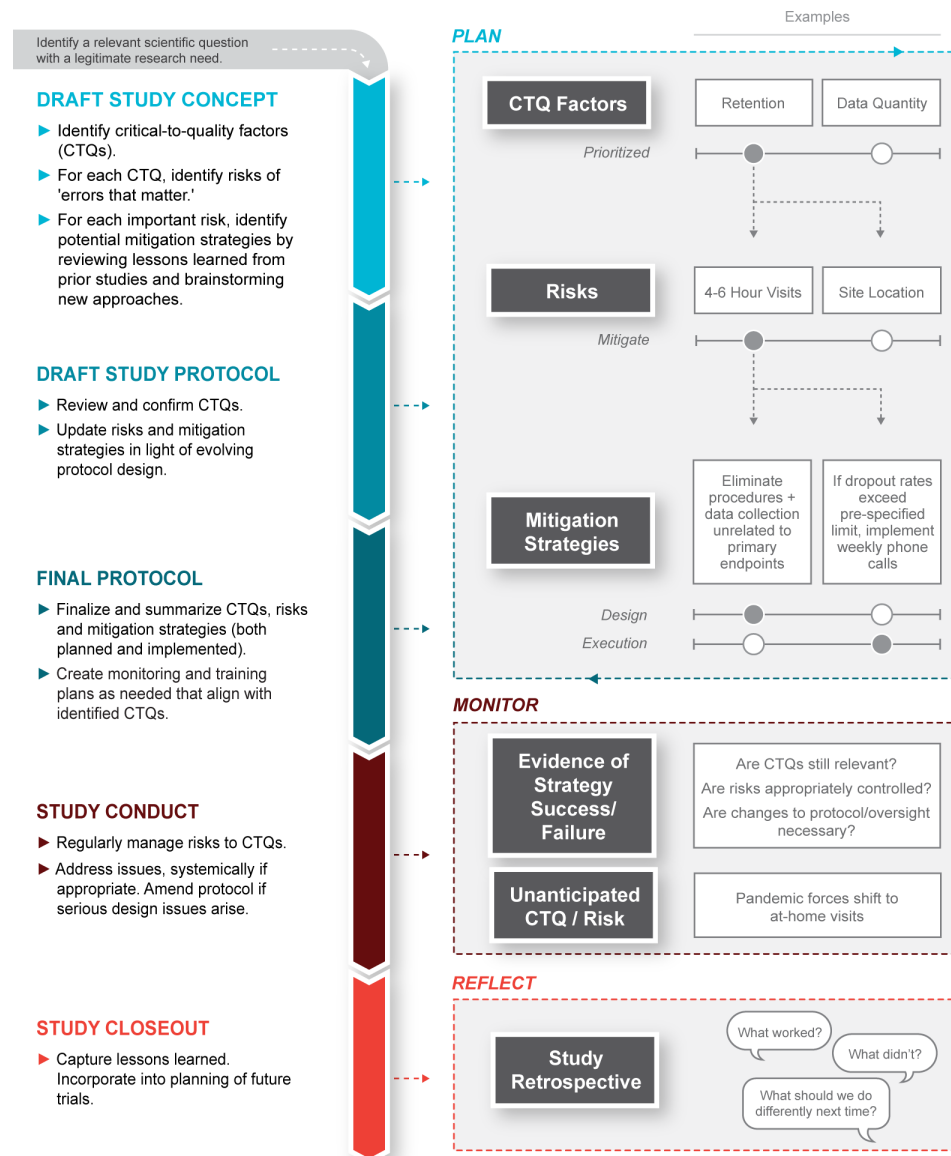 Identify a relevant scientific question
with a legitimate research need.
DRAFT STUDY CONCEPT
► Identify critical-to-quality factors
(CTQs).
► For each CTQ, identify risks of
'errors that matter.'
► For each important risk, identify
potential mitigation strategies by
reviewing lessons learned from
prior studies and brainstorming
new approaches.
DRAFT STUDY PROTOCOL
► Review and confirm CTQs.
► Update risks and mitigation
strategies in light of evolving
protocol design.
FINAL PROTOCOL
► Finalize and summarize CTQs, risks
and mitigation strategies (both
planned and implemented).
► Create monitoring and training
plans as needed that align with
identified CTQs.
STUDY CONDUCT
► Regularly manage risks to CTQs.
► Address issues, systemically if
appropriate. Amend protocol if
serious design issues arise.
STUDY CLOSEOUT
► Capture lessons learned.
Incorporate into planning of future
trials.
Examples
PLAN
CTQ Factors
Retention
Data Quantity
Prioritized
Risks
4-6 Hour Visits
Site Location
Mitigate
Mitigation
Strategies
Eliminate
procedures +
data collection
unrelated to
primary
endpoints
If dropout rates
exceed
pre-specified
limit, implement
weekly phone
calls
Design
Execution
MONITOR
Evidence of
Strategy
Success/
Failure
Are CTQs still relevant?
Are risks appropriately controlled?
Are changes to protocol/oversight
necessary?
Unanticipated
CTQ / Risk
Pandemic forces shift to
at-home visits
REFLECT
Study
Retrospective
What worked?
What didn't?
What should we do
differently next time?